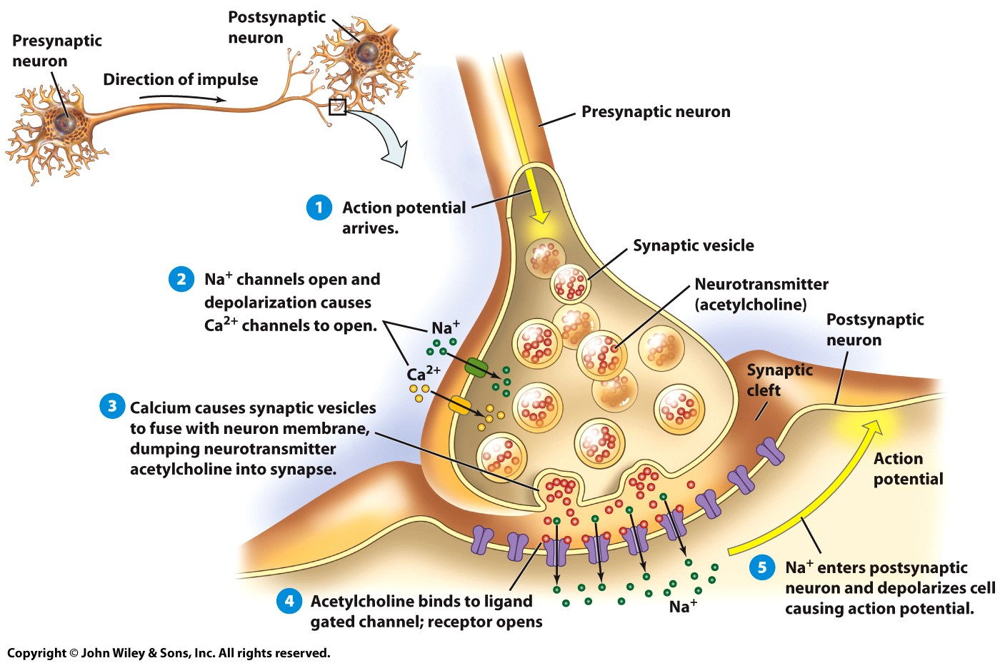 Postsynaptic
neuron
Presynaptic
neuron
Direction of impulse
Presynaptic neuron
1 Action potential
arrives.
Synaptic vesicle
2 Na⁺ channels open and
depolarization causes
Ca²⁺ channels to open.
Neurotransmitter
(acetylcholine)
Na⁺
Postsynaptic
neuron
Ca²⁺
Synaptic
cleft
3 Calcium causes synaptic vesicles
to fuse with neuron membrane,
dumping neurotransmitter
acetylcholine into synapse.
Action
potential
4 Acetylcholine binds to ligand
gated channel; receptor opens
Na⁺
5 Na⁺ enters postsynaptic
neuron and depolarizes cell
causing action potential.
Copyright © John Wiley & Sons, Inc. All rights reserved.